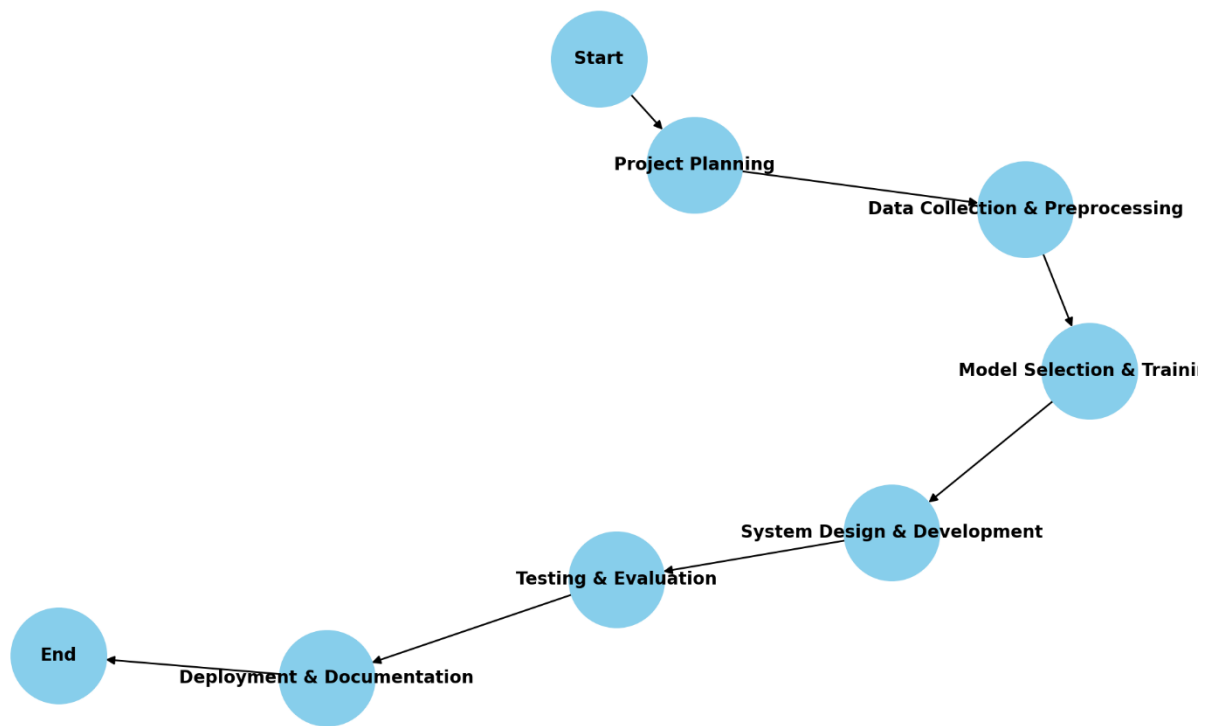 Start
Project Planning
Data Collection & Preprocessing
Model Selection & Traini
System Design & Development
Testing & Evaluation
End
Deployment & Documentation